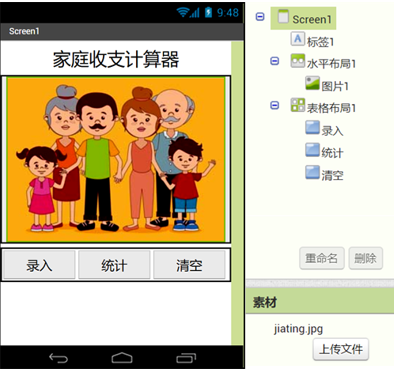 9:48
Screen1
家庭收支计算器
录入 统计 清空
Screen1
标签1
水平布局1
图片1
表格布局1
录入
统计
清空
重命名 删除
素材
jiating.jpg
上传文件